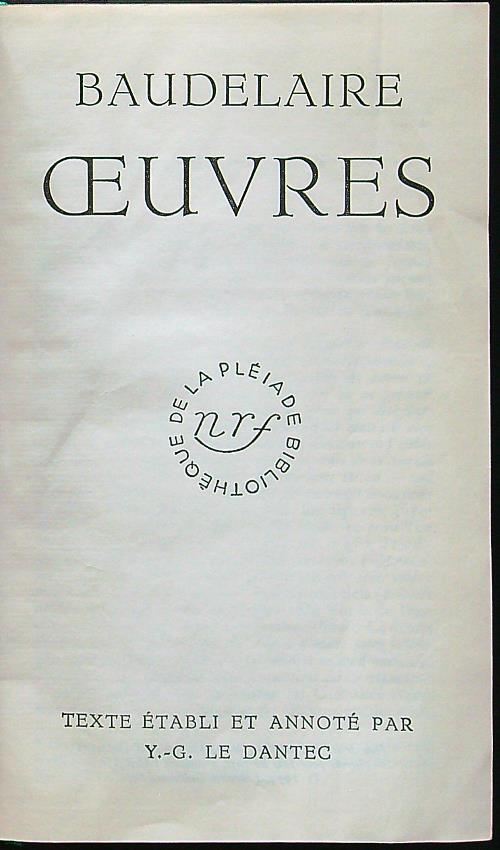 BAUDELAIRE
ŒUVRES
BIBLIOTHÈQUE DE LA PLÉIADE
nrf
TEXTE ÉTABLI ET ANNOTÉ PAR
Y.-G. LE DANTEC